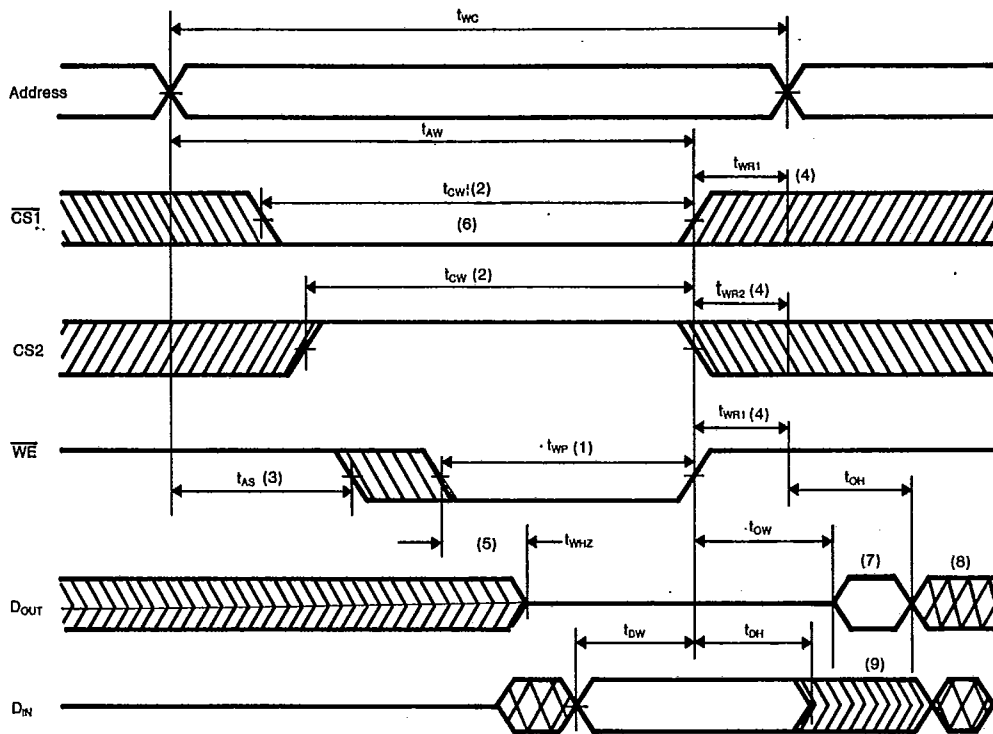 tWC
Address
tAW
tWR1 (4)
CS1
tCW1(2)
(6)
tCW (2)
tWR2 (4)
CS2
tWR1 (4)
WE
tWP (1)
tAS (3)
tOH
tOW
(5)
tWHZ
(7)
(8)
DOUT
tDW
tDH
(9)
DIN